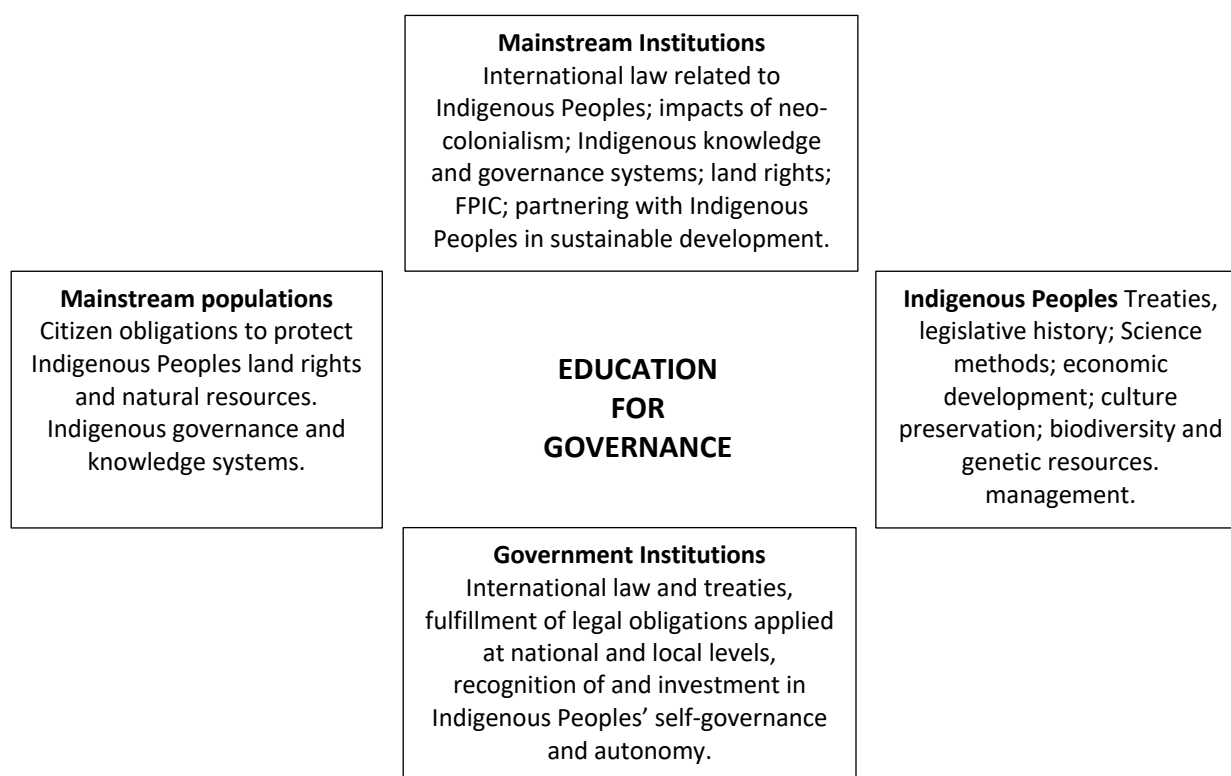 Mainstream Institutions
International law related to
Indigenous Peoples; impacts of neo-
colonialism; Indigenous knowledge
and governance systems; land rights;
FPIC; partnering with Indigenous
Peoples in sustainable development.
Mainstream populations
Citizen obligations to protect
Indigenous Peoples land rights
and natural resources.
Indigenous governance and
knowledge systems.
EDUCATION
FOR
GOVERNANCE
Indigenous Peoples Treaties,
legislative history; Science
methods; economic
development; culture
preservation; biodiversity and
genetic resources.
management.
Government Institutions
International law and treaties,
fulfillment of legal obligations applied
at national and local levels,
recognition of and investment in
Indigenous Peoples’ self-governance
and autonomy.